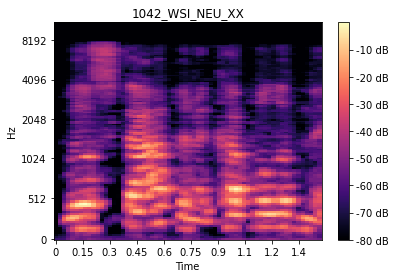 1042_WSI_NEU_XX
8192
4096
2048
1024
512
0
Hz
0 0.15 0.3 0.45 0.6 0.75 0.9 1.1 1.2 1.4
Time
-10 dB
-20 dB
-30 dB
-40 dB
-50 dB
-60 dB
-70 dB
-80 dB